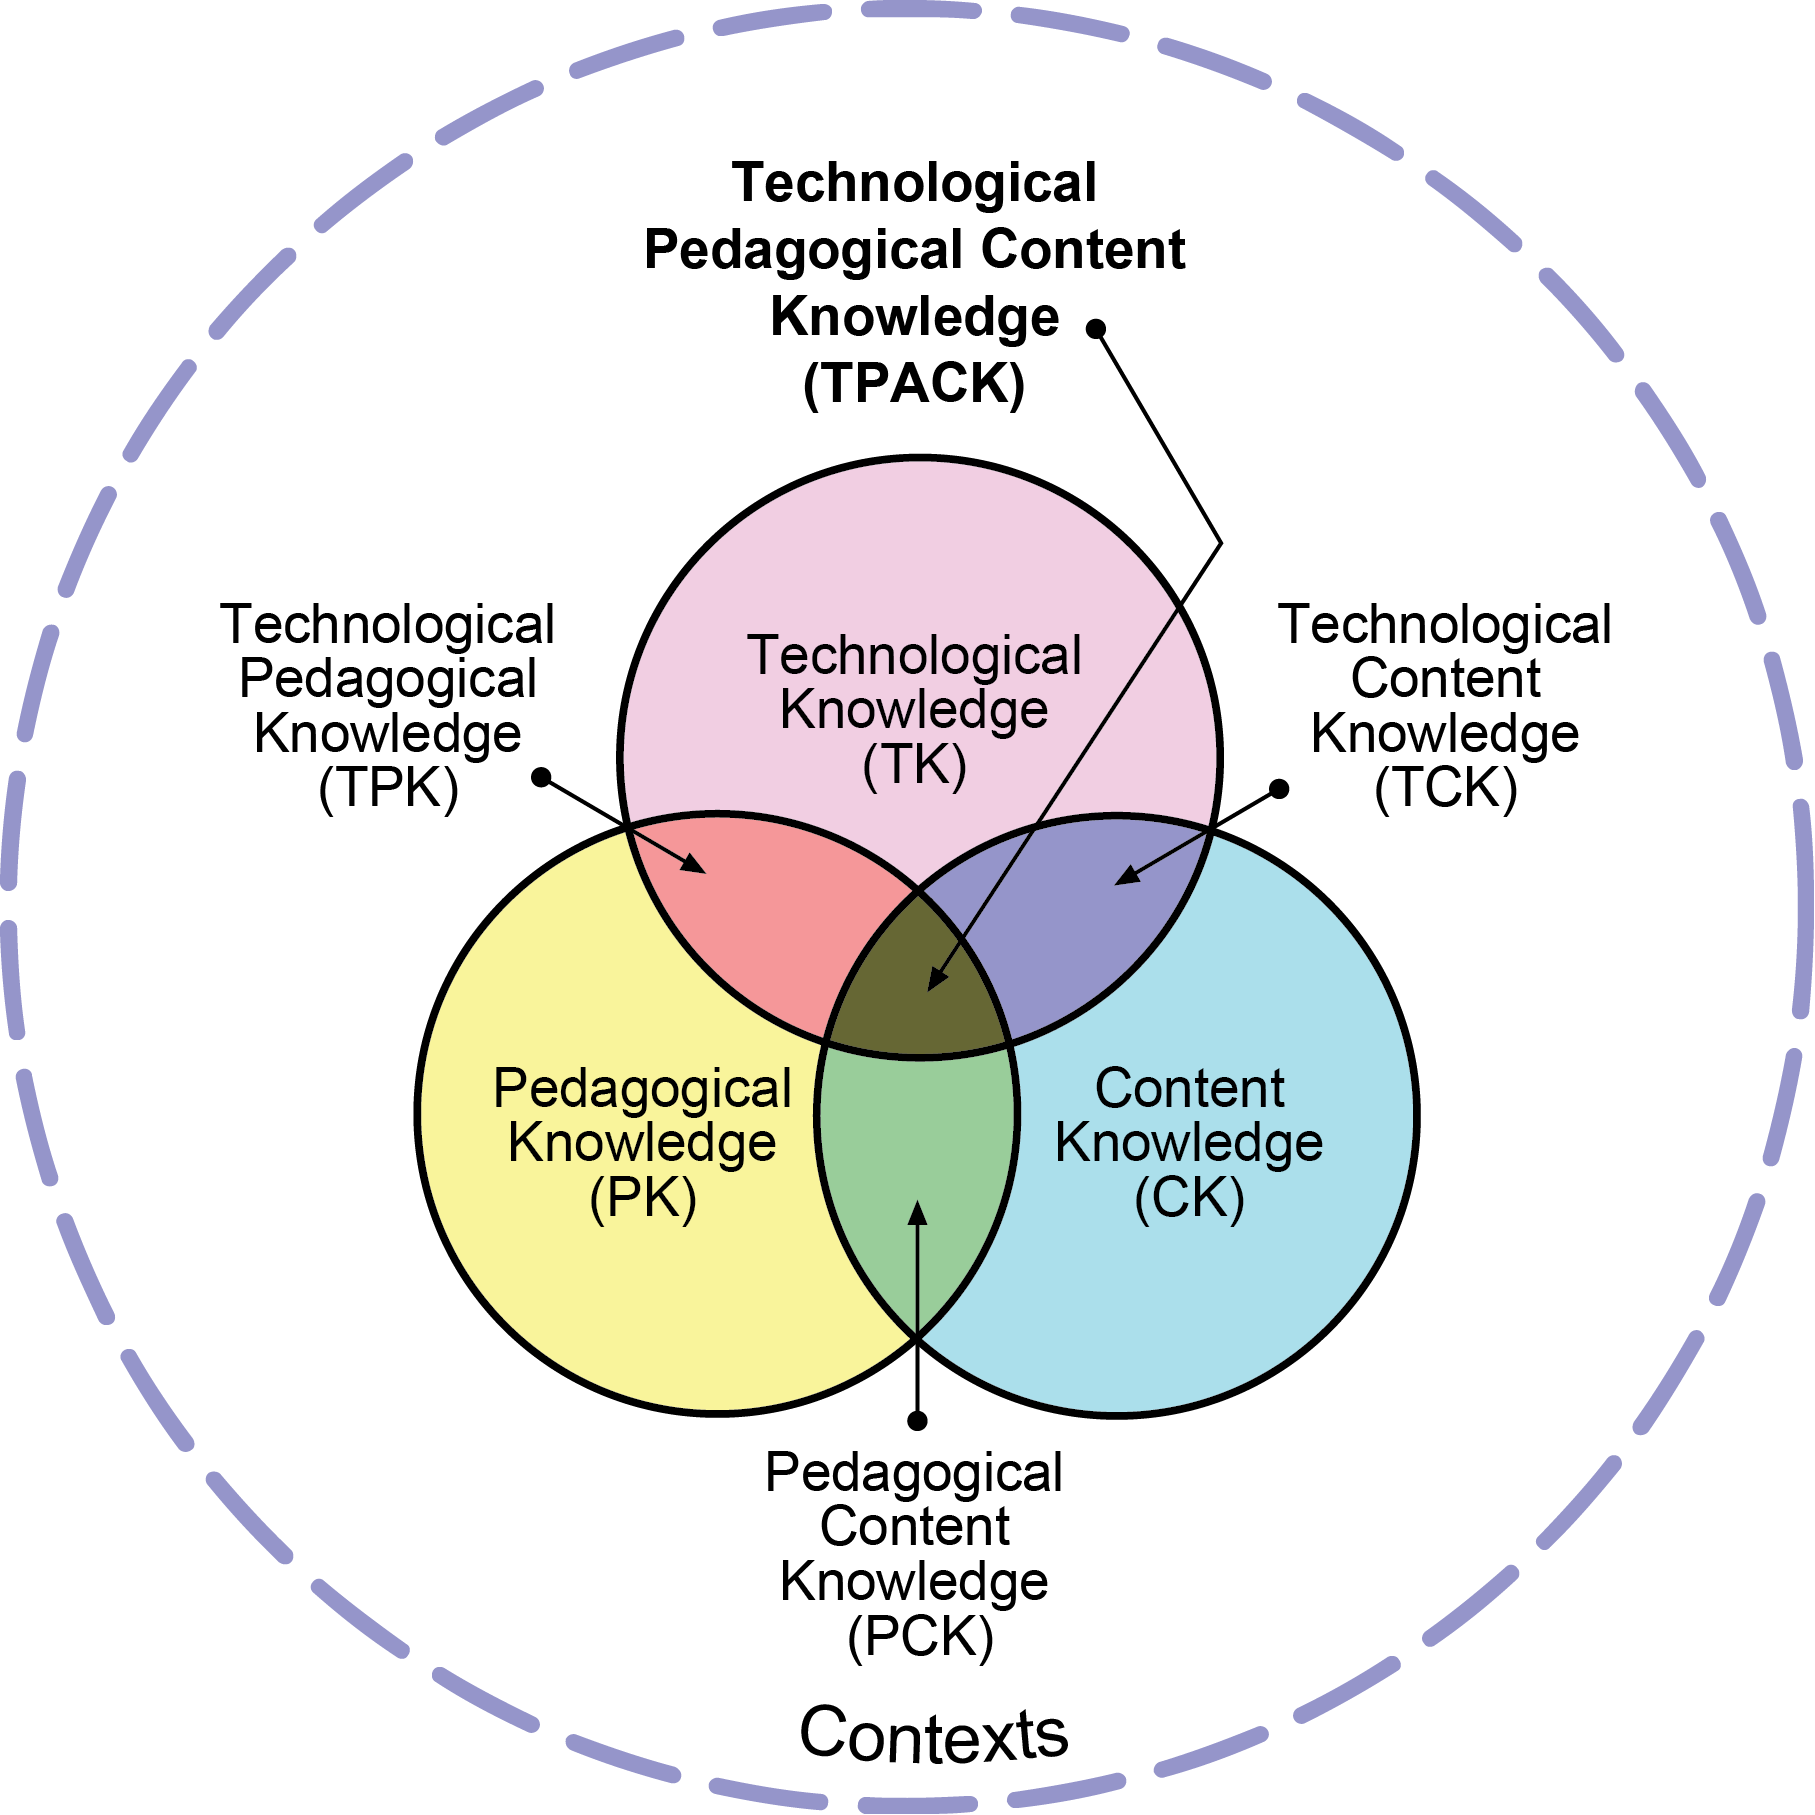 Technological
Pedagogical Content
Knowledge
(TPACK)
Technological
Pedagogical
Knowledge
(TPK)
Technological
Knowledge
(TK)
Technological
Content
Knowledge
(TCK)
Pedagogical
Knowledge
(PK)
Content
Knowledge
(CK)
Pedagogical
Content
Knowledge
(PCK)
Contexts